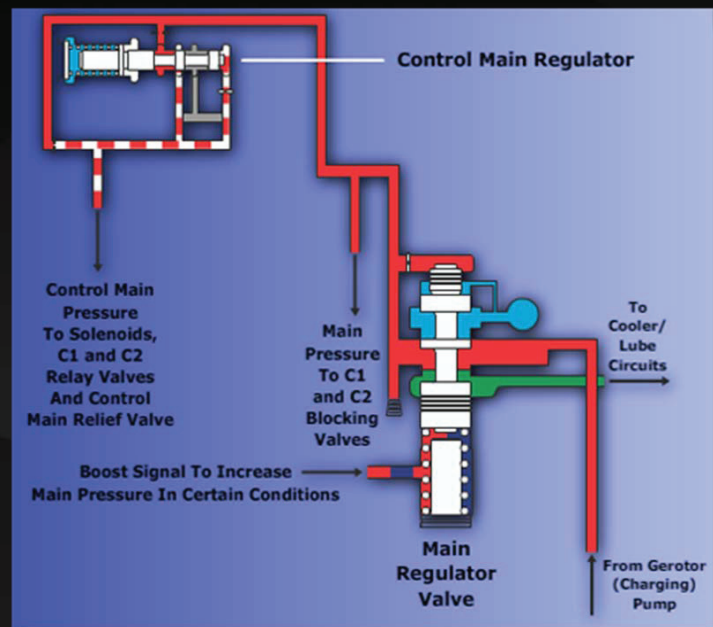 Control Main Regulator
Control Main
Pressure
To Solenoids,
C1 and C2
Relay Valves
And Control
Main Relief Valve
Main
Pressure
To C1
and C2
Blocking
Valves
To
Cooler/
Lube
Circuits
Boost Signal To Increase
Main Pressure In Certain Conditions
Main
Regulator
Valve
From Gerotor
(Charging)
Pump